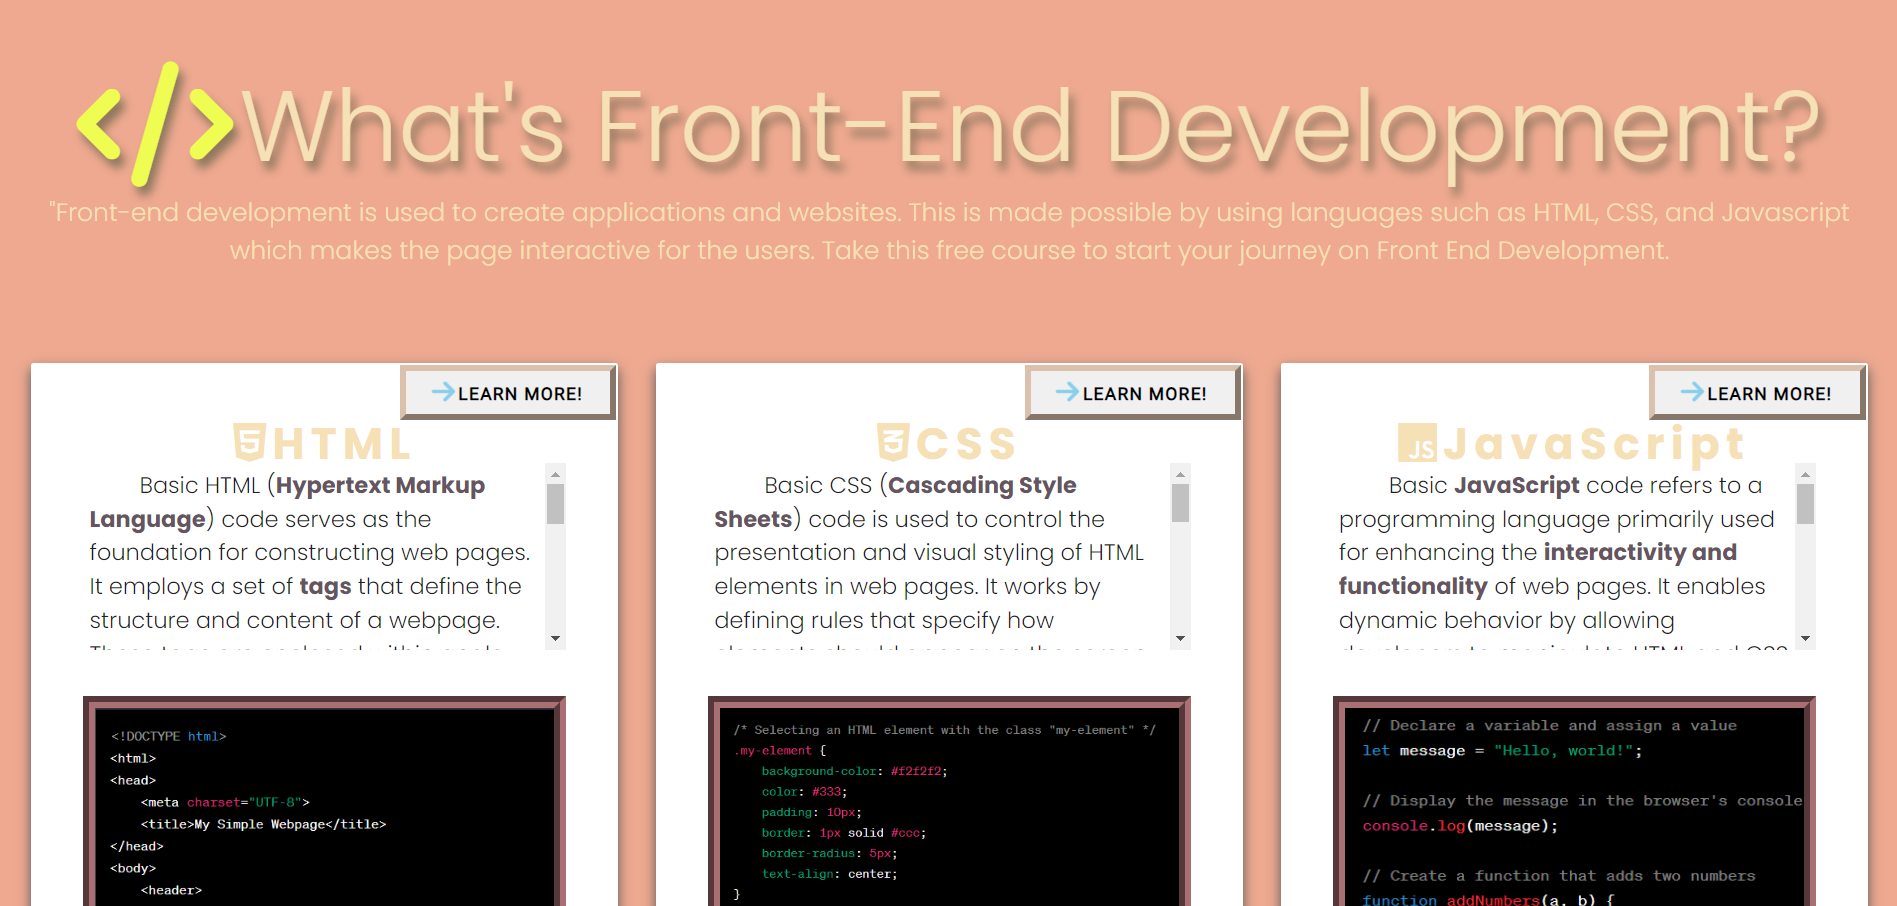 </>What's Front-End Development?
"Front-end development is used to create applications and websites. This is made possible by using languages such as HTML, CSS, and Javascript
which makes the page interactive for the users. Take this free course to start your journey on Front End Development.
LEARN MORE!
HTML
Basic HTML (Hypertext Markup
Language) code serves as the
foundation for constructing web pages.
It employs a set of tags that define the
structure and content of a webpage.
<!DOCTYPE html>
<html>
<head>
<meta charset="UTF-8">
<title>My Simple Webpage</title>
</head>
<body>
<header>
LEARN MORE!
CSS
Basic CSS (Cascading Style
Sheets) code is used to control the
presentation and visual styling of HTML
elements in web pages. It works by
defining rules that specify how
/* Selecting an HTML element with the class "my-element" */
.my-element {
background-color: #f2f2f2;
color: #333;
padding: 10px;
border: 1px solid #ccc;
border-radius: 5px;
text-align: center;
}
LEARN MORE!
JS JavaScript
Basic JavaScript code refers to a
programming language primarily used
for enhancing the interactivity and
functionality of web pages. It enables
dynamic behavior by allowing
// Declare a variable and assign a value
let message = "Hello, world!";
// Display the message in the browser's console
console.log(message);
// Create a function that adds two numbers
function addNumbers(a, b) {